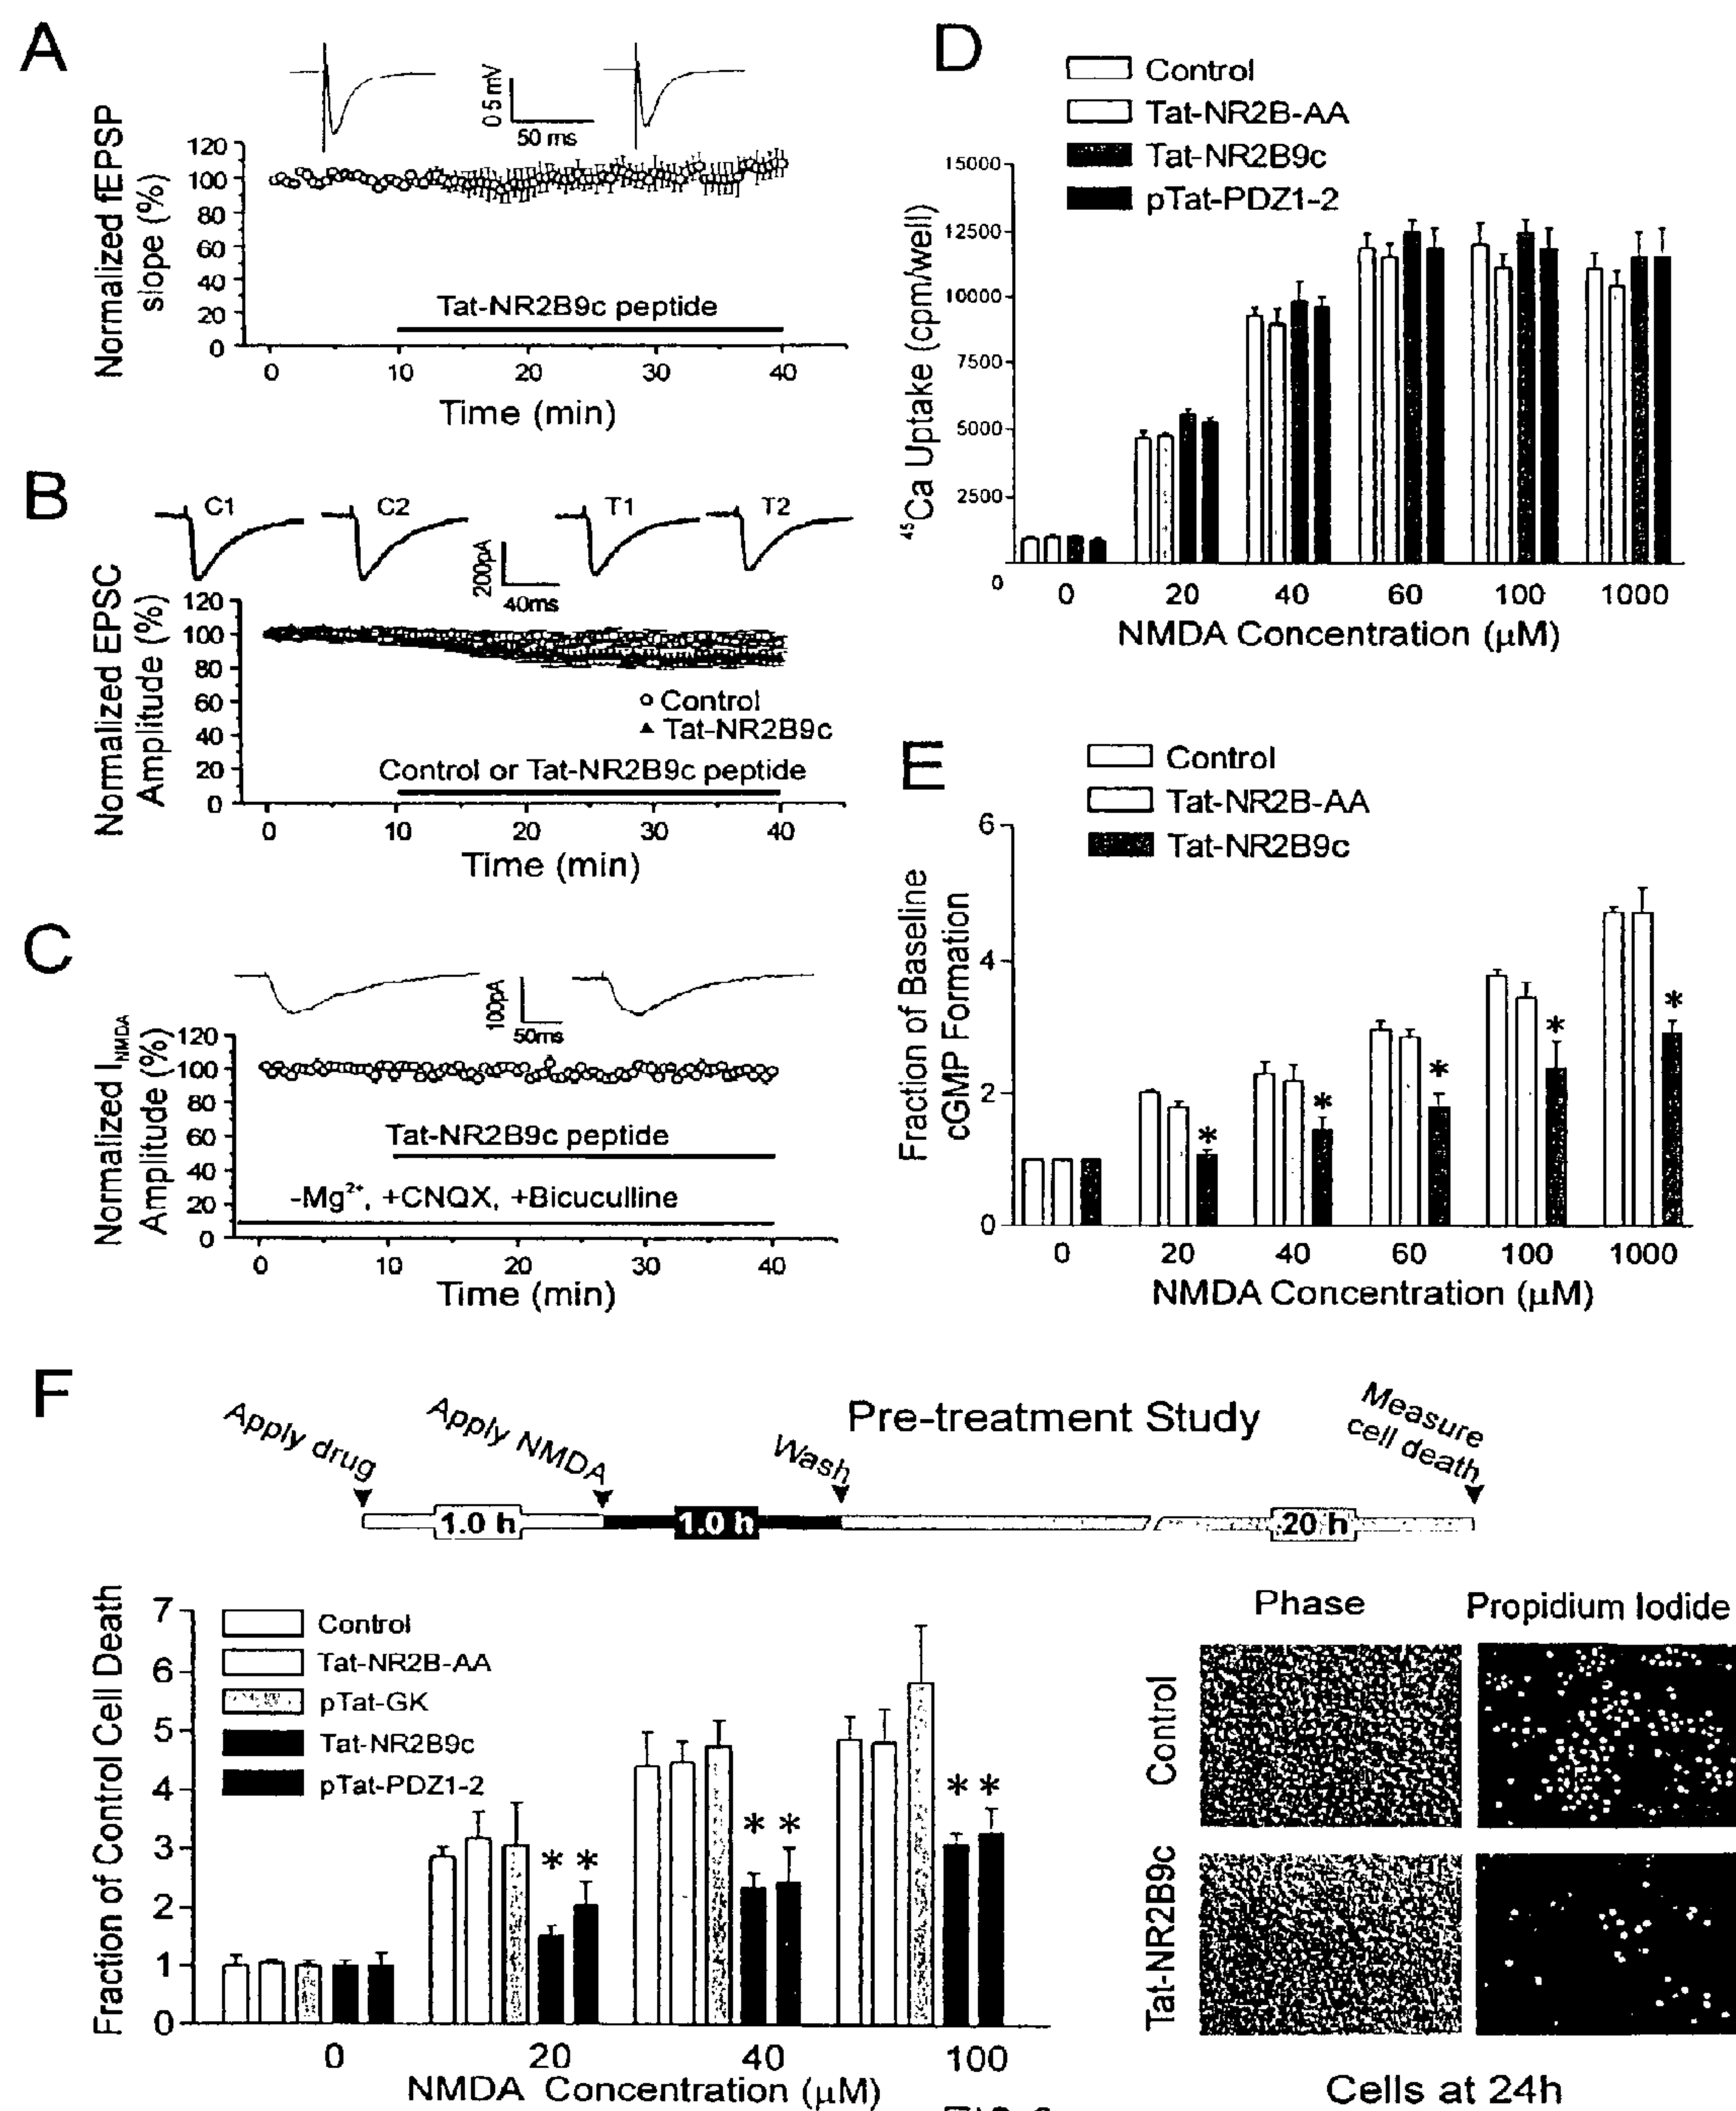 A
0.5 mV
50 ms
Normalized fEPSP
slope (%)
120
100
80
60
40
20
0
Tat-NR2B9c peptide
0 10 20 30 40
Time (min)
B
C1 C2 T1 T2
200pA
40ms
Normalized EPSC
Amplitude (%)
120
100
80
60
40
20
0
Control
Tat-NR2B9c
Control or Tat-NR2B9c peptide
0 10 20 30 40
Time (min)
C
100pA
50ms
Normalized INMDA
Amplitude (%)
120
100
80
60
40
20
0
Tat-NR2B9c peptide
-Mg²⁺, +CNQX, +Bicuculline
0 10 20 30 40
Time (min)
D
Control
Tat-NR2B-AA
Tat-NR2B9c
pTat-PDZ1-2
⁴⁵Ca Uptake (cpm/well)
15000
12500
10000
7500
5000
2500
0
0 20 40 60 100 1000
NMDA Concentration (µM)
E
Control
Tat-NR2B-AA
Tat-NR2B9c
Fraction of Baseline
cGMP Formation
6
4
2
0
* * * * *
0 20 40 60 100 1000
NMDA Concentration (µM)
F
Pre-treatment Study
Apply drug
Apply NMDA
Wash
Measure
cell death
1.0 h
1.0 h
20 h
Fraction of Control Cell Death
7
6
5
4
3
2
1
0
Control
Tat-NR2B-AA
pTat-GK
Tat-NR2B9c
pTat-PDZ1-2
* * * * * *
0 20 40 100
NMDA Concentration (µM)
Phase Propidium Iodide
Control
Tat-NR2B9c
Cells at 24h